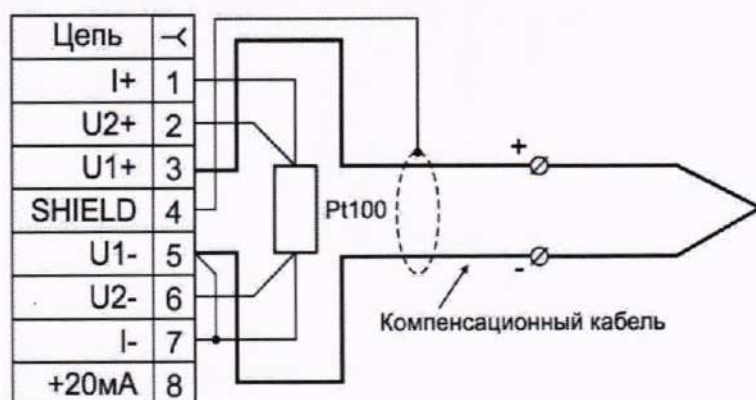 Цепь
I+ 1
U2+ 2
U1+ 3
SHIELD 4
U1- 5
U2- 6
I- 7
+20мА 8
Pt100
+
-
Компенсационный кабель